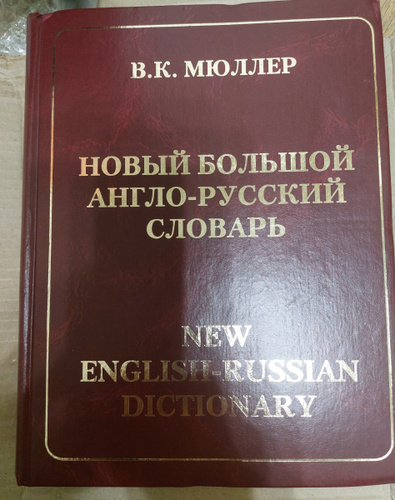 В.К. МЮЛЛЕР
НОВЫЙ БОЛЬШОЙ
АНГЛО-РУССКИЙ
СЛОВАРЬ
NEW
ENGLISH-RUSSIAN
DICTIONARY